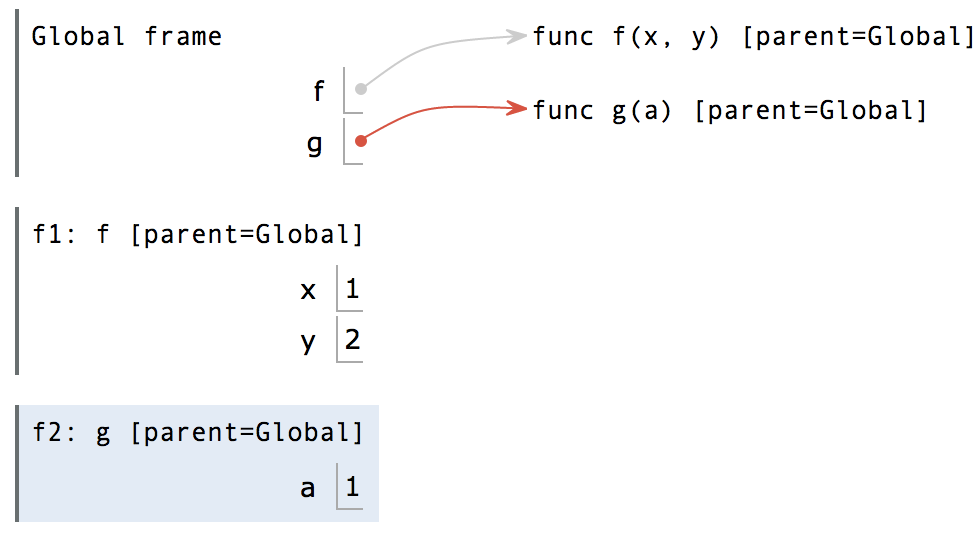 Global frame
func f(x, y) [parent=Global]
f
func g(a) [parent=Global]
g
f1: f [parent=Global]
x 1
y 2
f2: g [parent=Global]
a 1